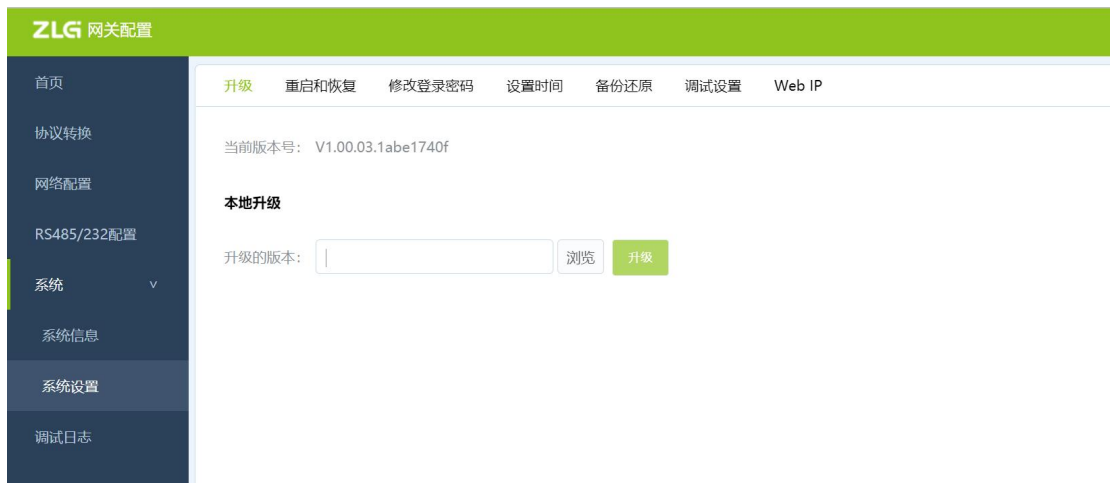 ZLG 网关配置
首页
协议转换
网络配置
RS485/232配置
系统
系统信息
系统设置
调试日志
升级 重启和恢复 修改登录密码 设置时间 备份还原 调试设置 Web IP
当前版本号： V1.00.03.1abe1740f
本地升级
升级的版本： 浏览 升级